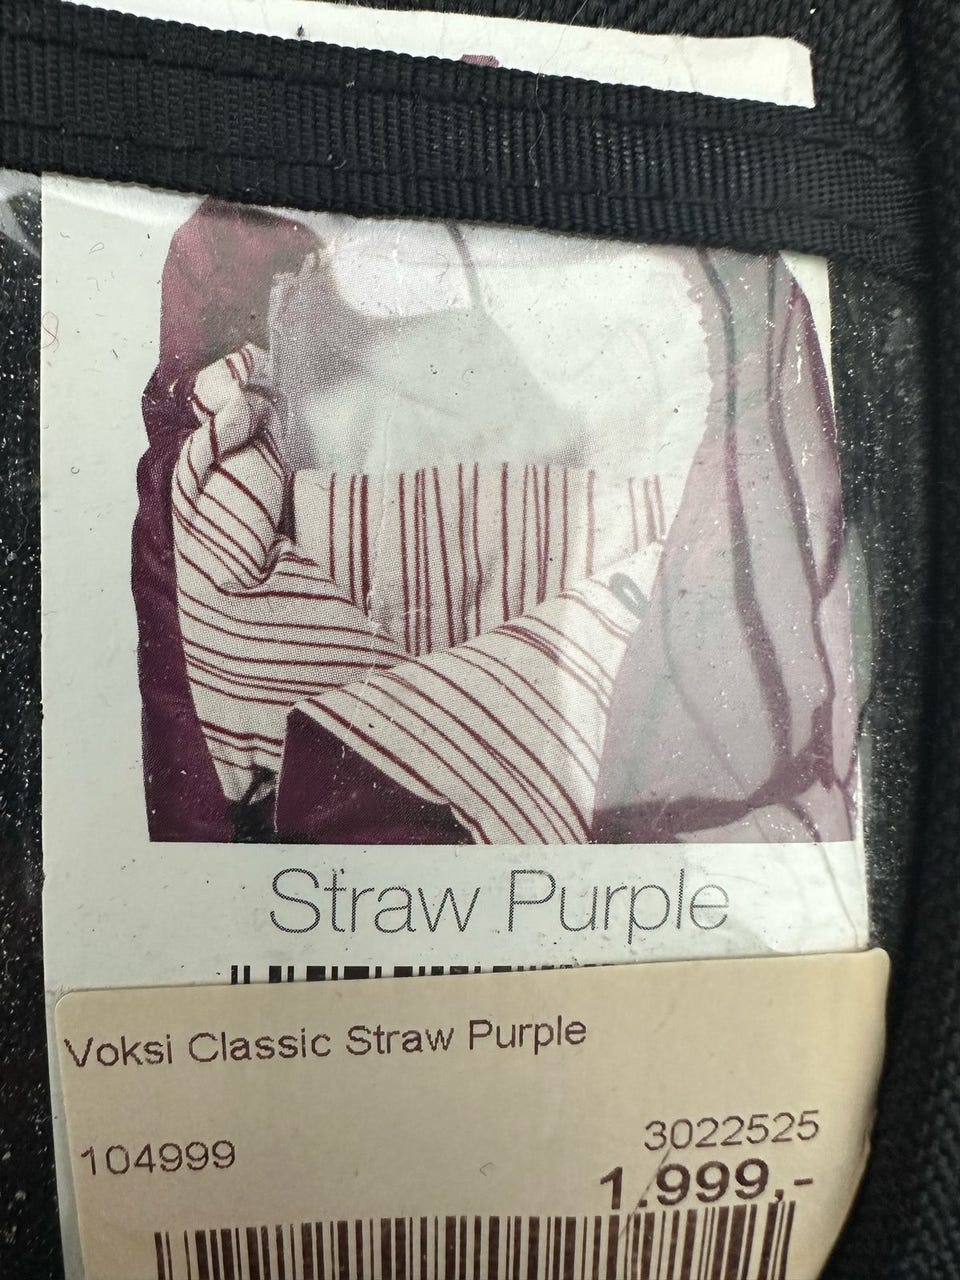 Straw Purple
Voksi Classic Straw Purple
104999
3022525
1.999,-